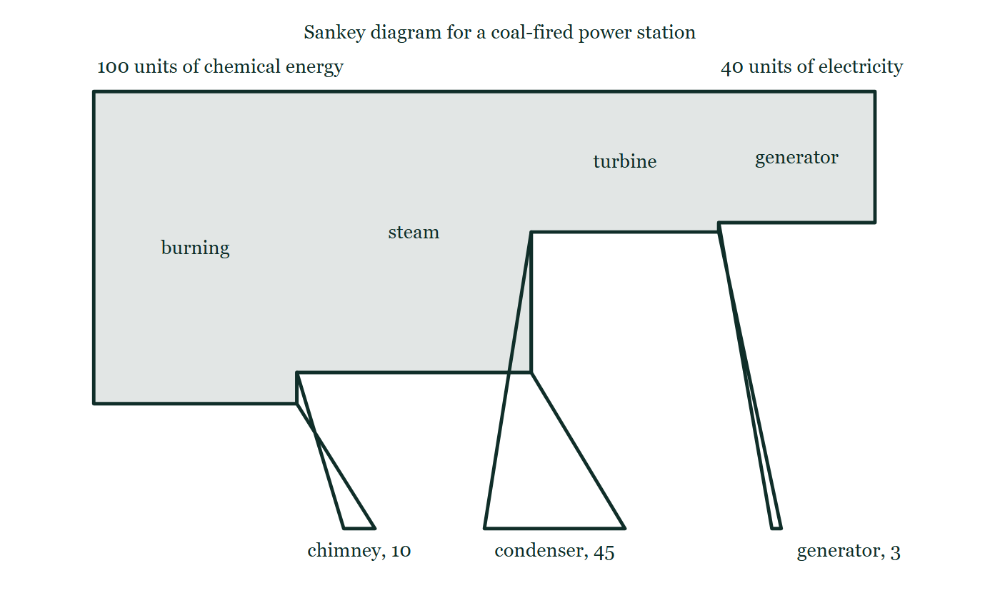 Sankey diagram for a coal-fired power station
100 units of chemical energy
40 units of electricity
turbine
generator
steam
burning
chimney, 10
condenser, 45
generator, 3